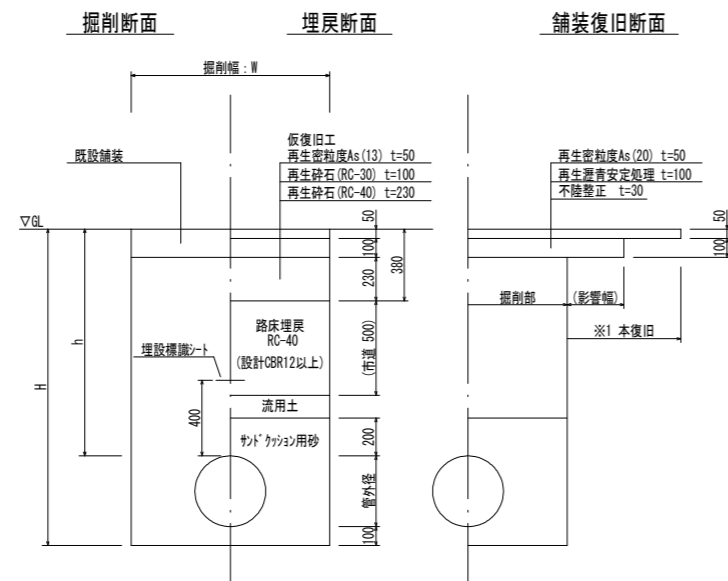 掘削断面
埋戻断面
舗装復旧断面
掘削幅：W
既設舗装
仮復旧工
再生密粒度As(13) t=50
再生砕石(RC-30) t=100
再生砕石(RC-40) t=230
再生密粒度As(20) t=50
再生瀝青安定処理 t=100
不陸整正 t=30
▽GL
50
100
230
380
50
100
掘削部
(影響幅)
※1 本復旧
路床埋戻
RC-40
(設計CBR12以上)
(市道 500)
埋設標識シート
h
H
400
流用土
サンドクッション用砂
200
管外径
100